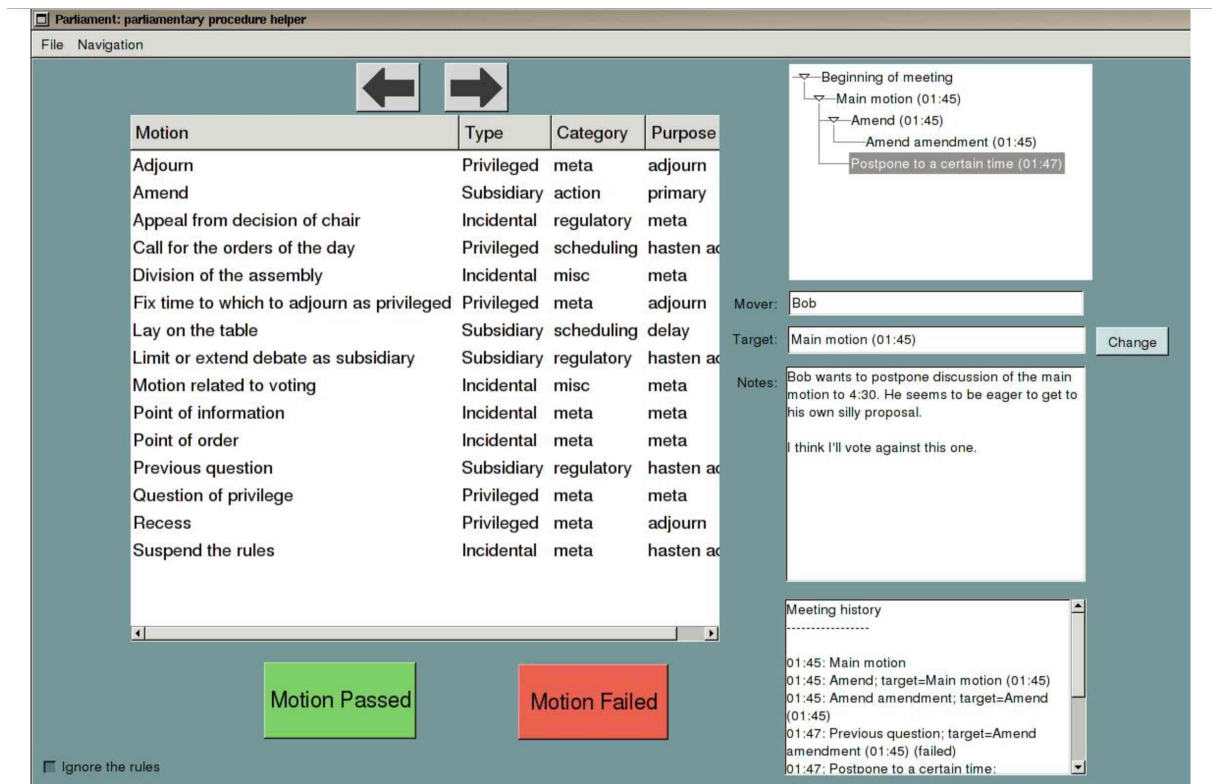 Parliament: parliamentary procedure helper
File Navigation
Motion Type Category Purpose
Adjourn Privileged meta adjourn
Amend Subsidiary action primary
Appeal from decision of chair Incidental regulatory meta
Call for the orders of the day Privileged scheduling hasten ac
Division of the assembly Incidental misc meta
Fix time to which to adjourn as privileged Privileged meta adjourn
Lay on the table Subsidiary scheduling delay
Limit or extend debate as subsidiary Subsidiary regulatory hasten ac
Motion related to voting Incidental misc meta
Point of information Incidental meta meta
Point of order Incidental meta meta
Previous question Subsidiary regulatory hasten ac
Question of privilege Privileged meta meta
Recess Privileged meta adjourn
Suspend the rules Incidental meta hasten ac
Motion Passed
Motion Failed
Ignore the rules
Beginning of meeting
Main motion (01:45)
Amend (01:45)
Amend amendment (01:45)
Postpone to a certain time (01:47)
Mover: Bob
Target: Main motion (01:45) Change
Notes: Bob wants to postpone discussion of the main
motion to 4:30. He seems to be eager to get to
his own silly proposal.
I think I'll vote against this one.
Meeting history
-----------------
01:45: Main motion
01:45: Amend; target=Main motion (01:45)
01:45: Amend amendment; target=Amend
(01:45)
01:47: Previous question; target=Amend
amendment (01:45) (failed)
01:47: Postpone to a certain time: